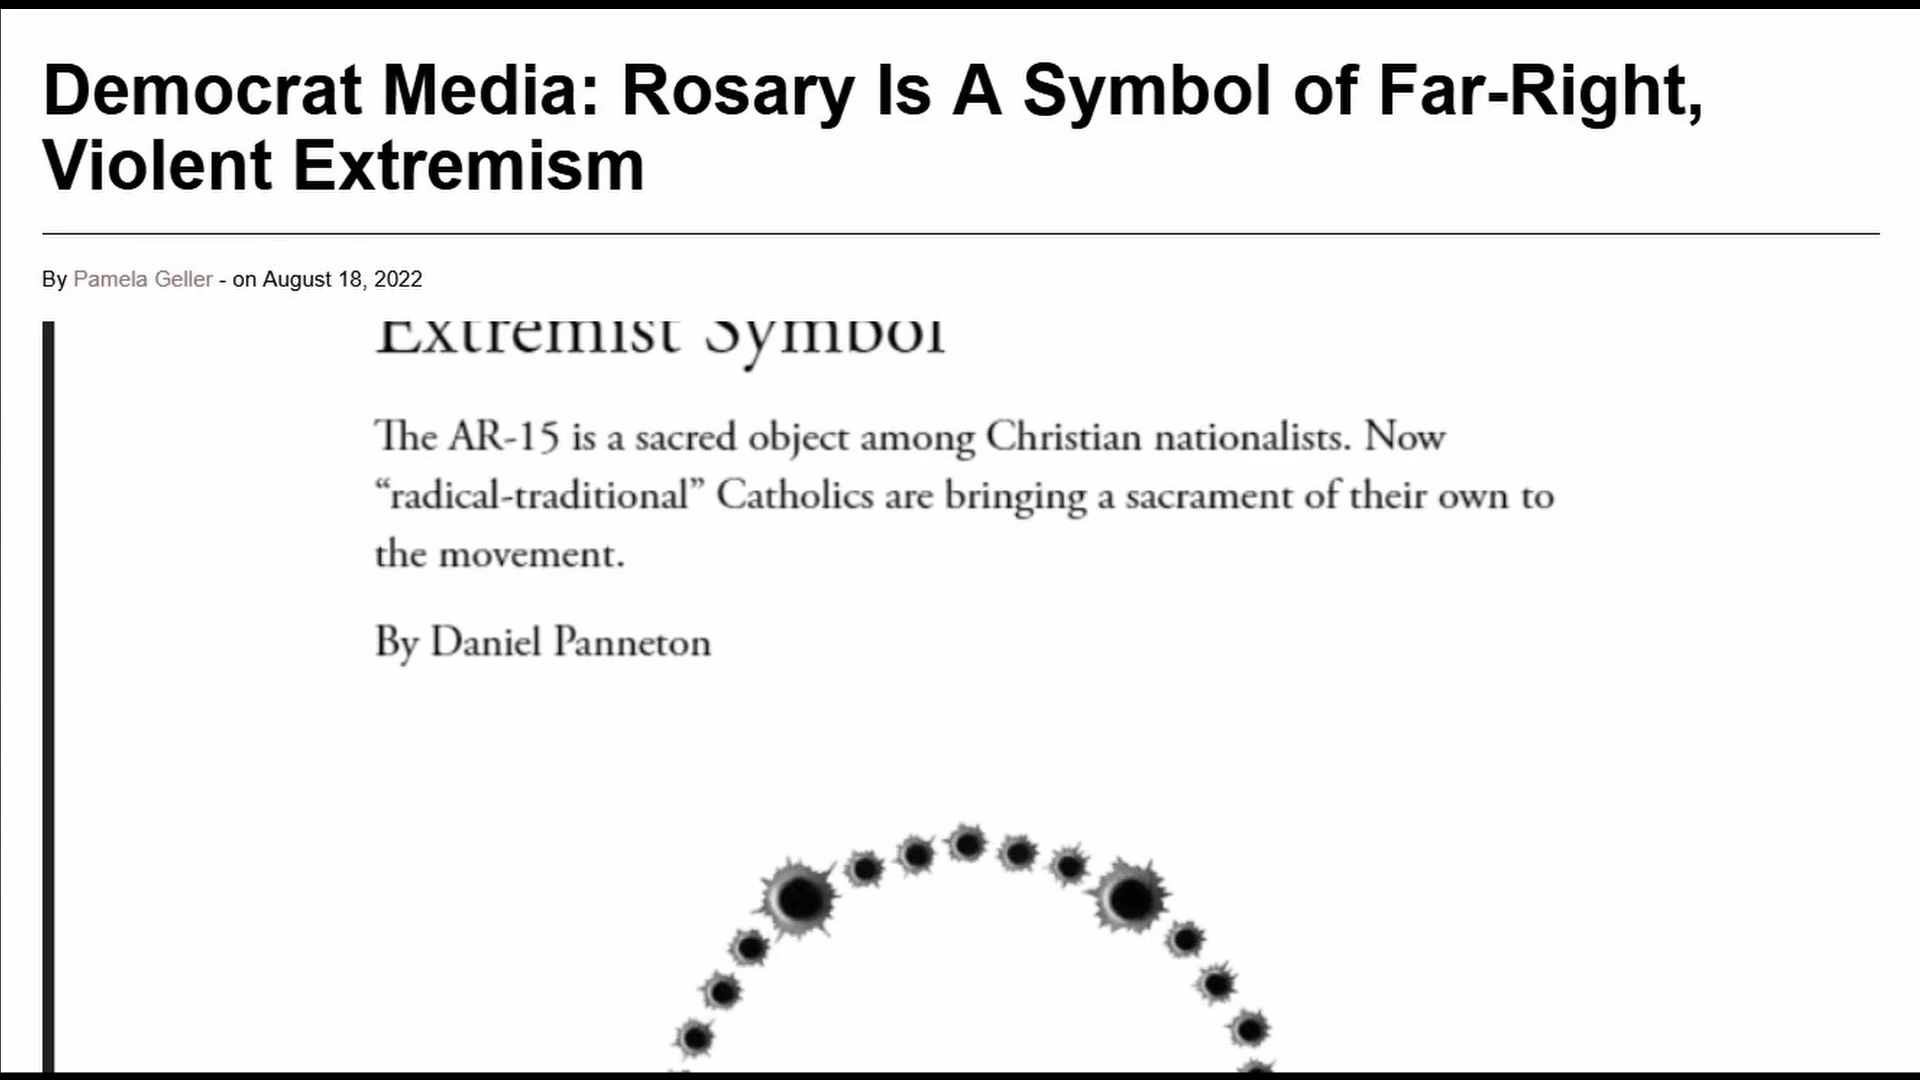 Democrat Media: Rosary Is A Symbol of Far-Right,
Violent Extremism
By Pamela Geller - on August 18, 2022
Extremist Symbol
The AR-15 is a sacred object among Christian nationalists. Now
“radical-traditional” Catholics are bringing a sacrament of their own to
the movement.
By Daniel Panneton